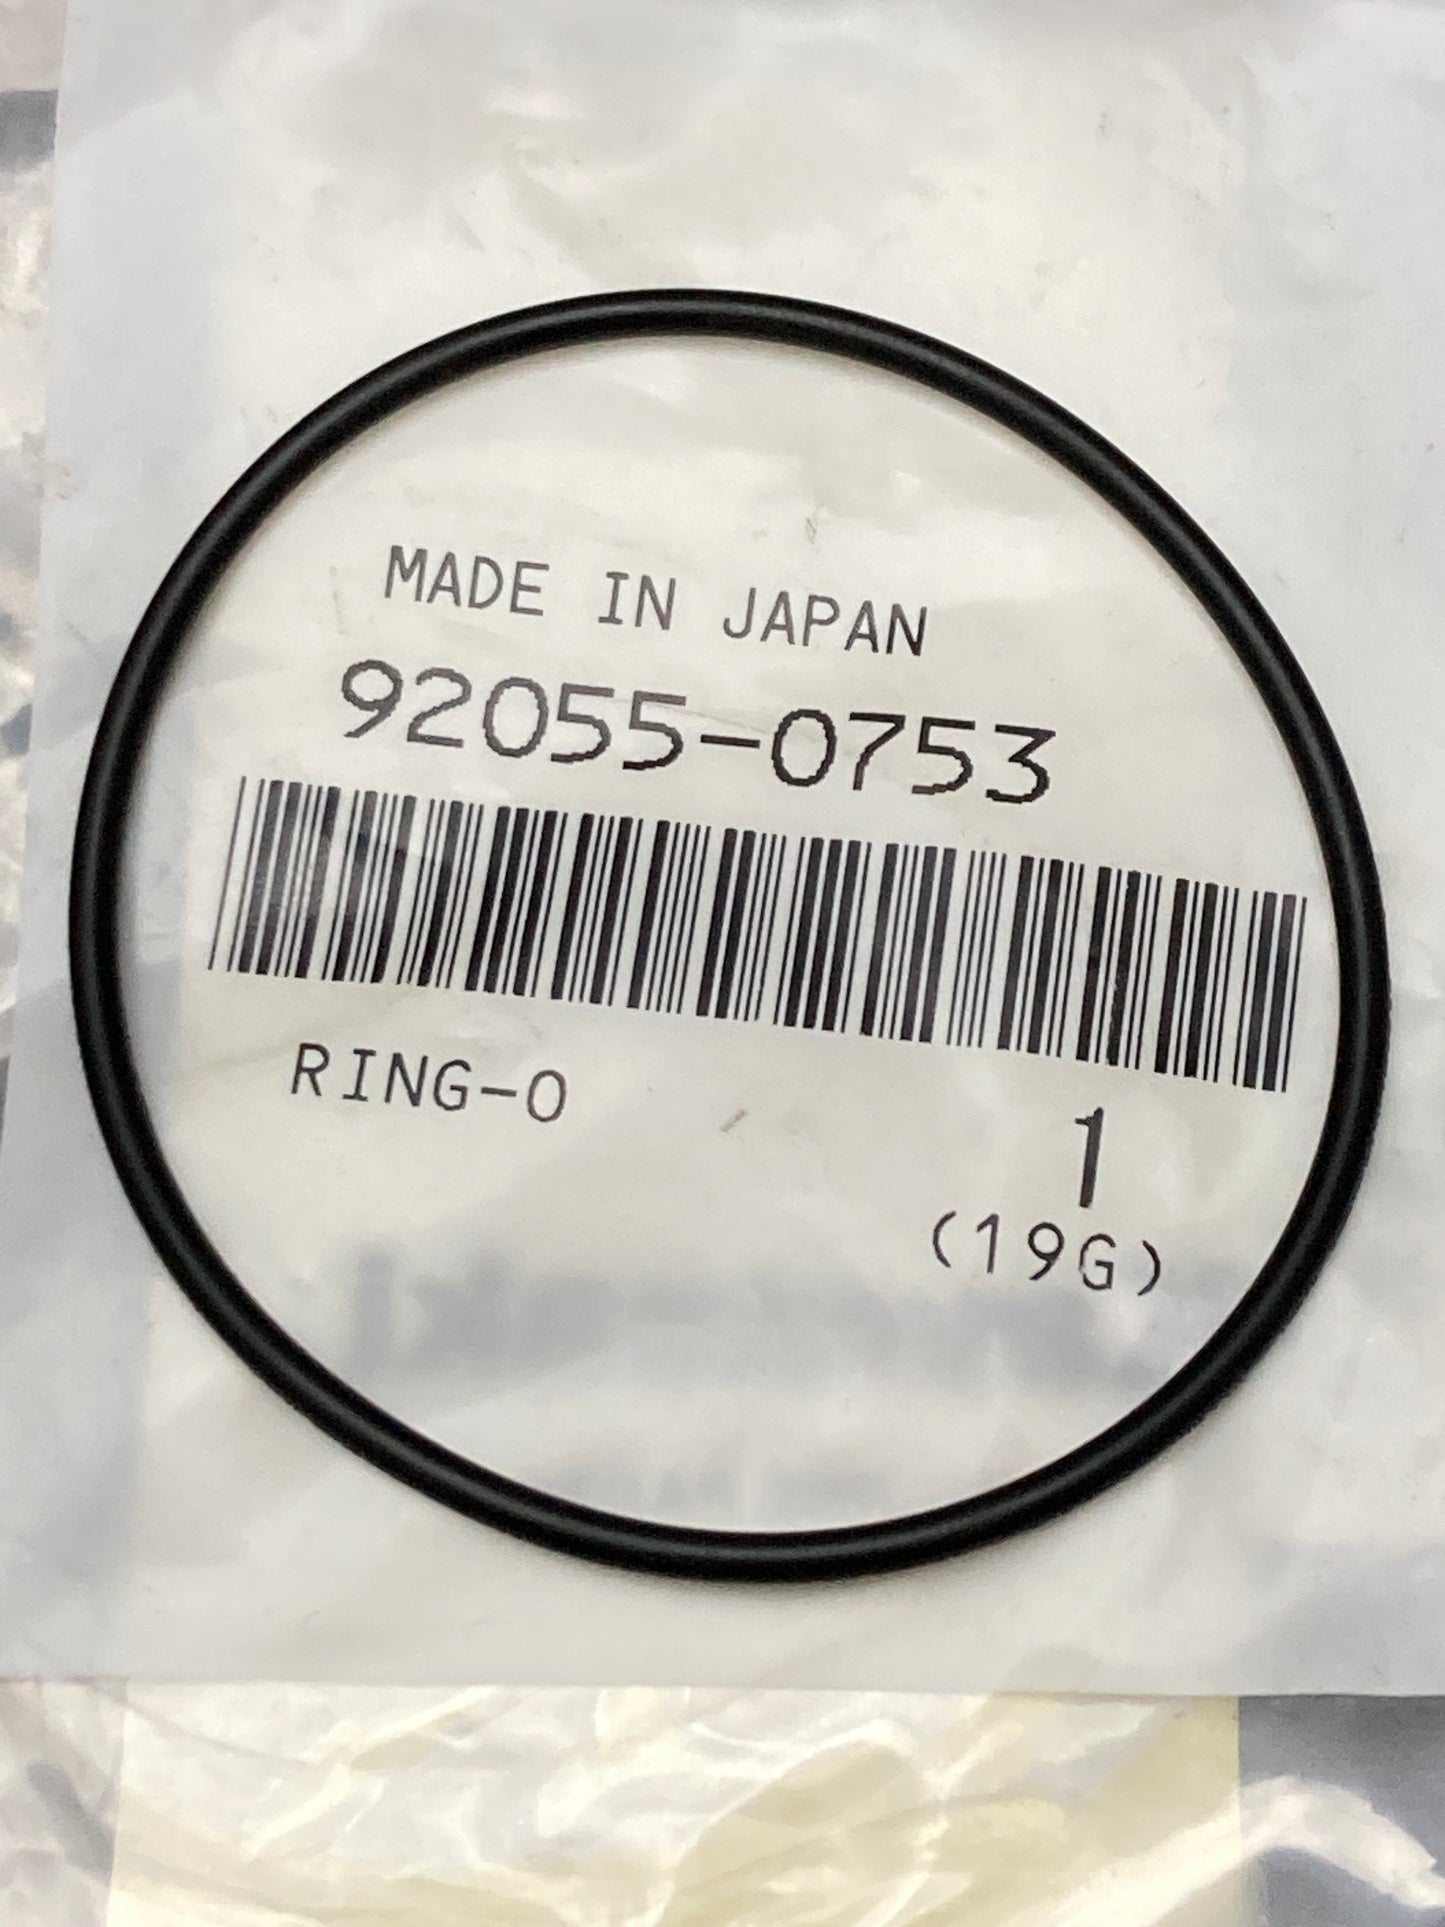 MADE IN JAPAN
92055-0753
RING-O
1
(19G)